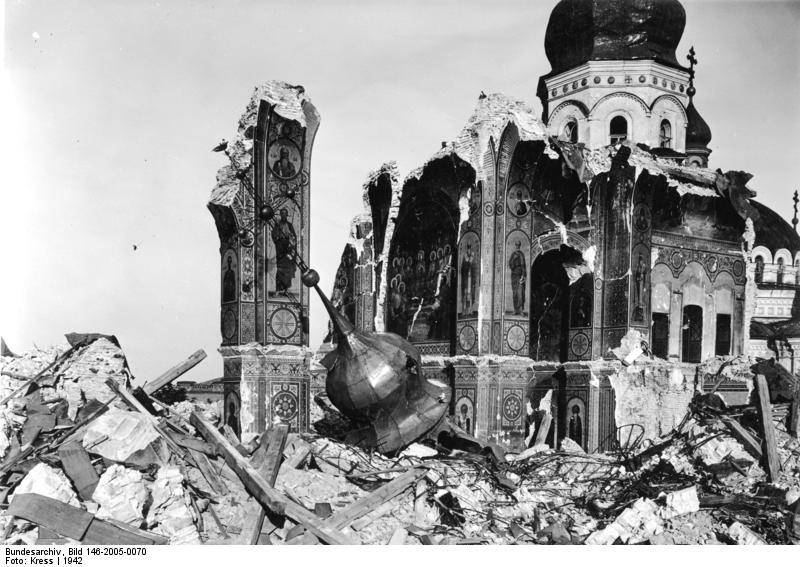 Bundesarchiv, Bild 146-2005-0070
Foto: Kress | 1942